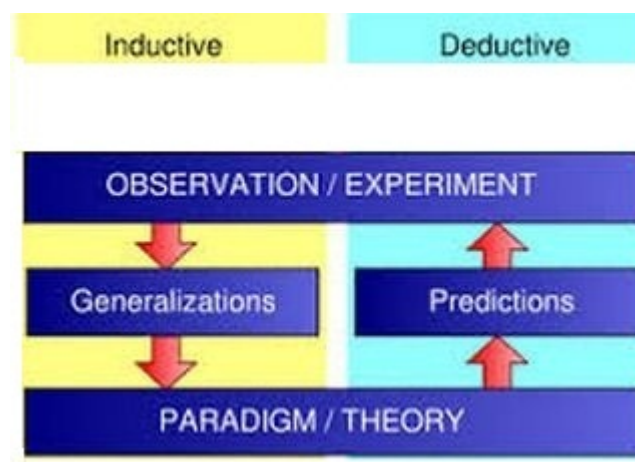 Inductive
Deductive
OBSERVATION / EXPERIMENT
Generalizations
Predictions
PARADIGM / THEORY